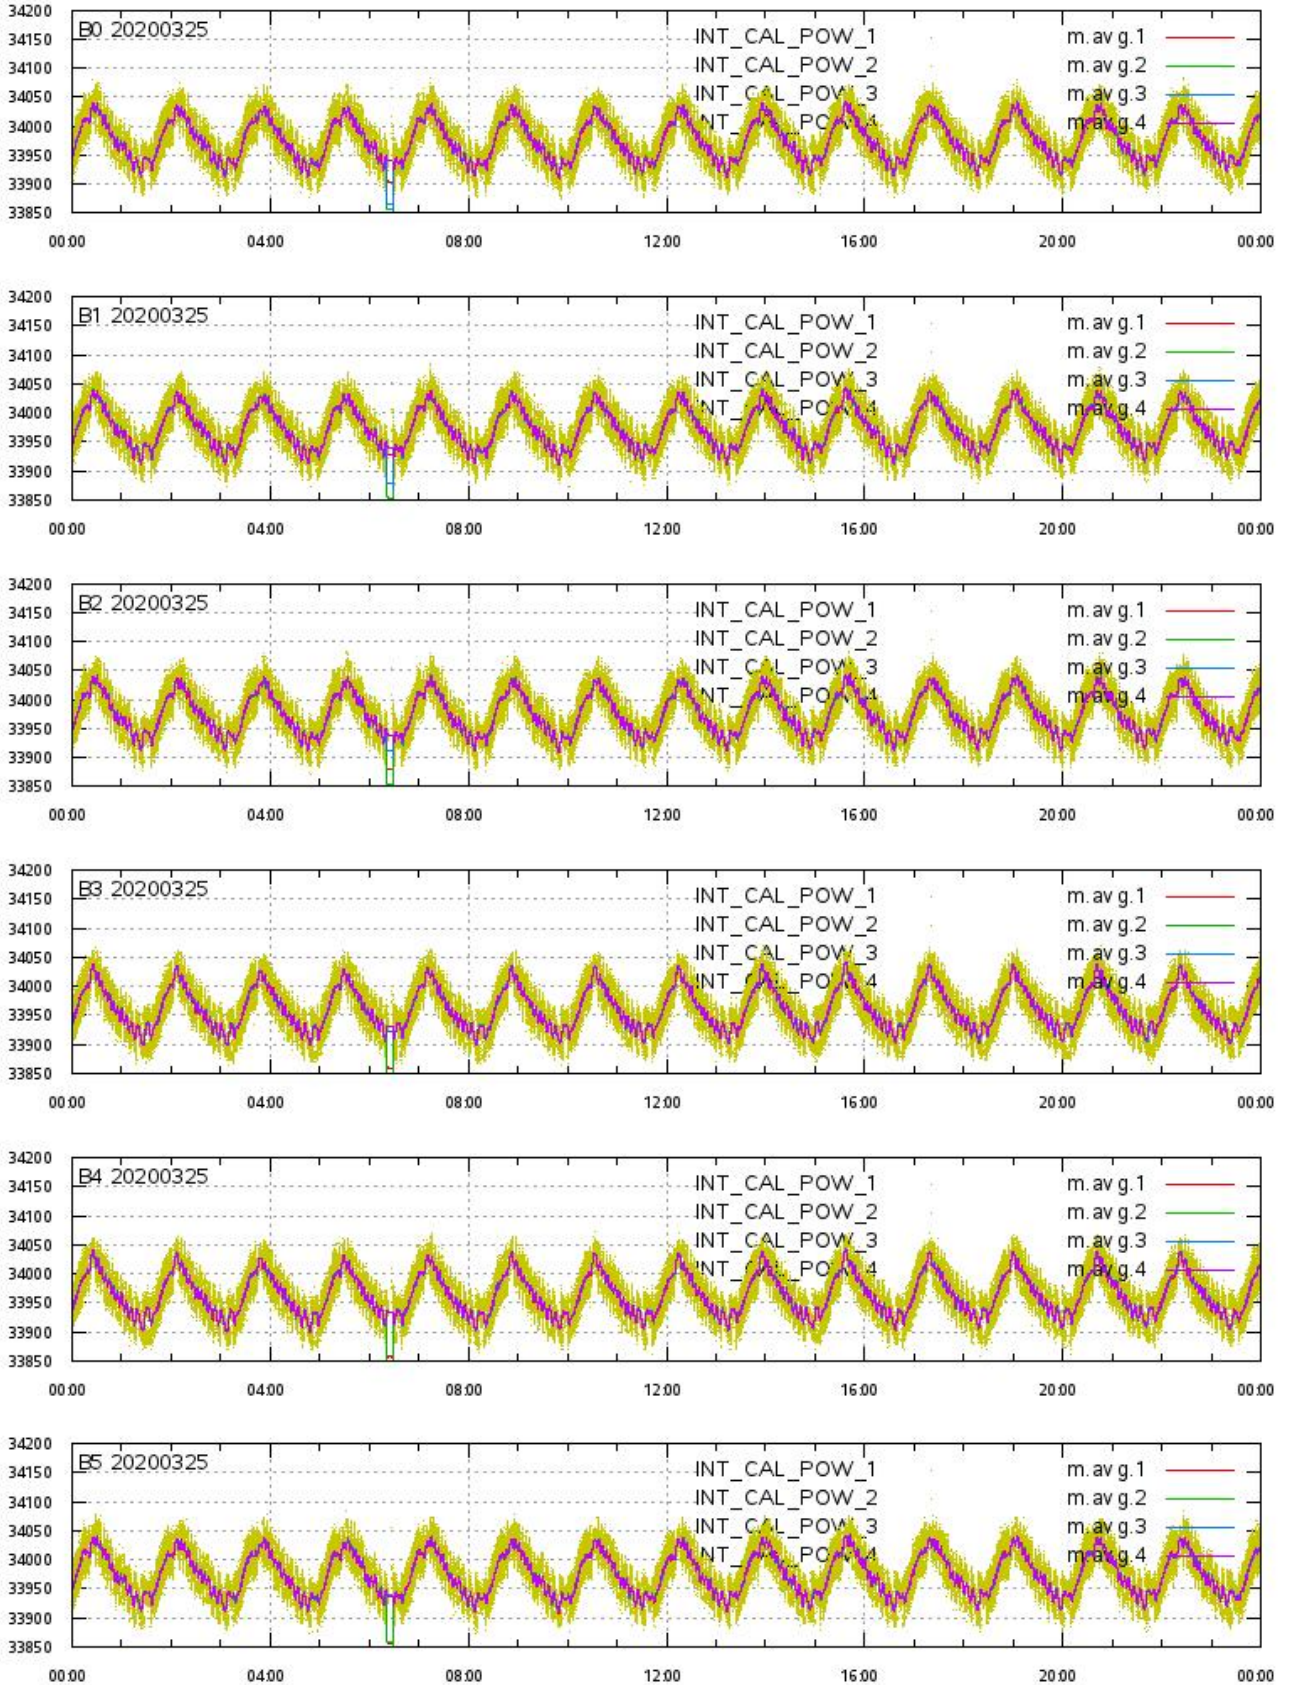 34200
B0 20200325 INT_CAL_POW_1 m.avg.1
34150
INT_CAL_POW_2 m.avg.2
34100
INT_CAL_POW_3 m.avg.3
34050
INT_CAL_POW_4 m.avg.4
34000
33950
33900
33850
00:00 04:00 08:00 12:00 16:00 20:00 00:00
34200
B1 20200325 INT_CAL_POW_1 m.avg.1
34150
INT_CAL_POW_2 m.avg.2
34100
INT_CAL_POW_3 m.avg.3
34050
INT_CAL_POW_4 m.avg.4
34000
33950
33900
33850
00:00 04:00 08:00 12:00 16:00 20:00 00:00
34200
B2 20200325 INT_CAL_POW_1 m.avg.1
34150
INT_CAL_POW_2 m.avg.2
34100
INT_CAL_POW_3 m.avg.3
34050
INT_CAL_POW_4 m.avg.4
34000
33950
33900
33850
00:00 04:00 08:00 12:00 16:00 20:00 00:00
34200
B3 20200325 INT_CAL_POW_1 m.avg.1
34150
INT_CAL_POW_2 m.avg.2
34100
INT_CAL_POW_3 m.avg.3
34050
INT_CAL_POW_4 m.avg.4
34000
33950
33900
33850
00:00 04:00 08:00 12:00 16:00 20:00 00:00
34200
B4 20200325 INT_CAL_POW_1 m.avg.1
34150
INT_CAL_POW_2 m.avg.2
34100
INT_CAL_POW_3 m.avg.3
34050
INT_CAL_POW_4 m.avg.4
34000
33950
33900
33850
00:00 04:00 08:00 12:00 16:00 20:00 00:00
34200
B5 20200325 INT_CAL_POW_1 m.avg.1
34150
INT_CAL_POW_2 m.avg.2
34100
INT_CAL_POW_3 m.avg.3
34050
INT_CAL_POW_4 m.avg.4
34000
33950
33900
33850
00:00 04:00 08:00 12:00 16:00 20:00 00:00